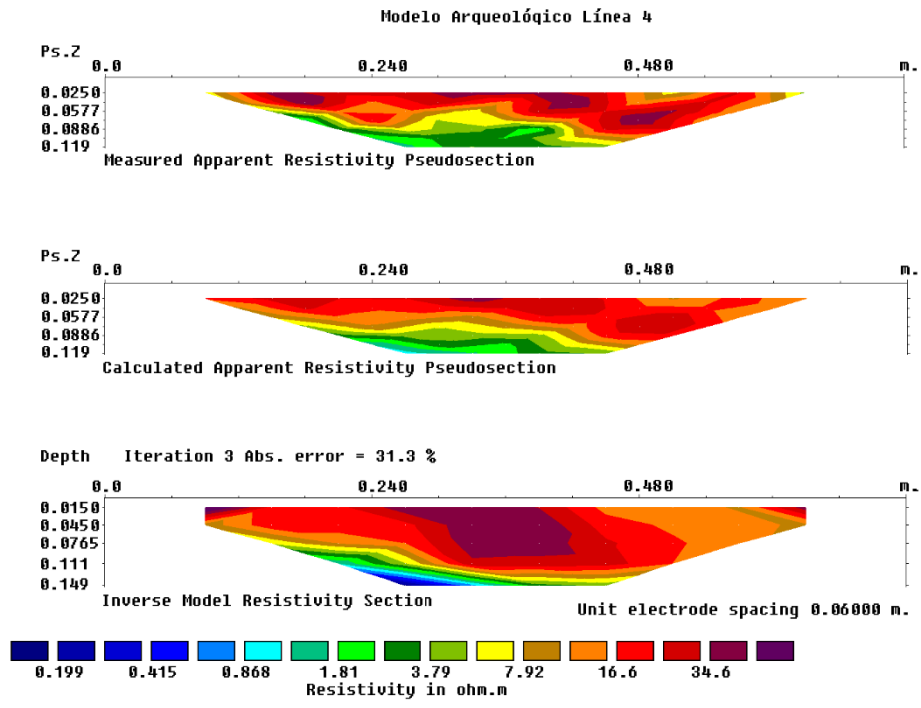 Modelo Arqueológico Línea 4
Ps.Z
0.0 0.240 0.480 m.
0.0250
0.0577
0.0886
0.119
Measured Apparent Resistivity Pseudosection
Ps.Z
0.0 0.240 0.480 m.
0.0250
0.0577
0.0886
0.119
Calculated Apparent Resistivity Pseudosection
Depth Iteration 3 Abs. error = 31.3 %
0.0 0.240 0.480 m.
0.0150
0.0450
0.0765
0.111
0.149
Inverse Model Resistivity Section
Unit electrode spacing 0.06000 m.
0.199 0.415 0.868 1.81 3.79 7.92 16.6 34.6
Resistivity in ohm.m